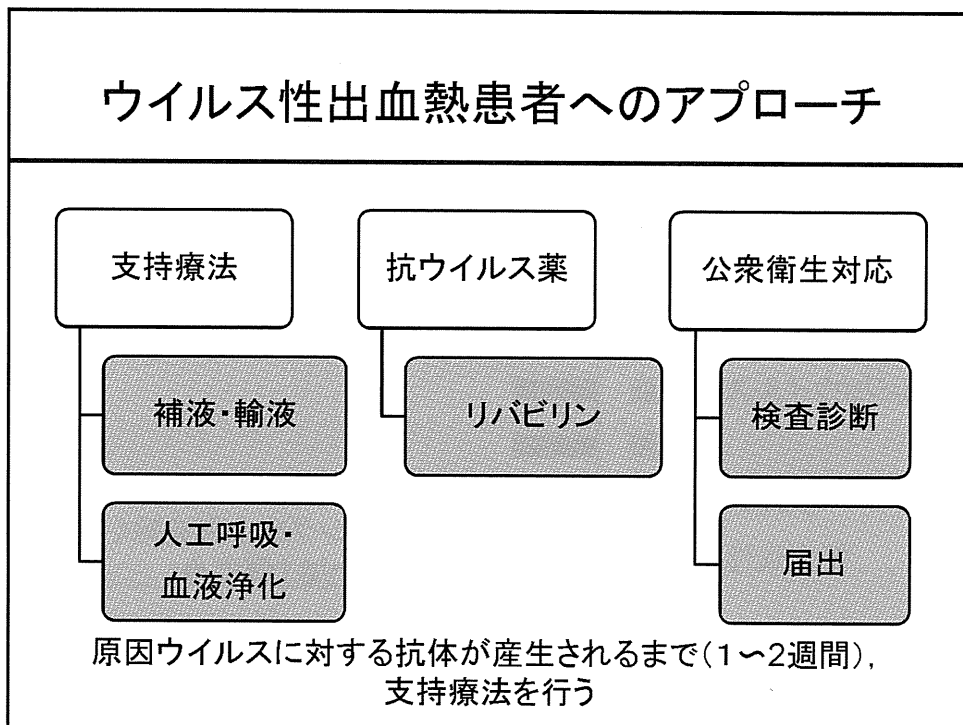 ウイルス性出血熱患者へのアプローチ
支持療法
補液・輸液
人工呼吸・
血液浄化
抗ウイルス薬
リバビリン
公衆衛生対応
検査診断
届出
原因ウイルスに対する抗体が産生されるまで(1〜2週間),
支持療法を行う